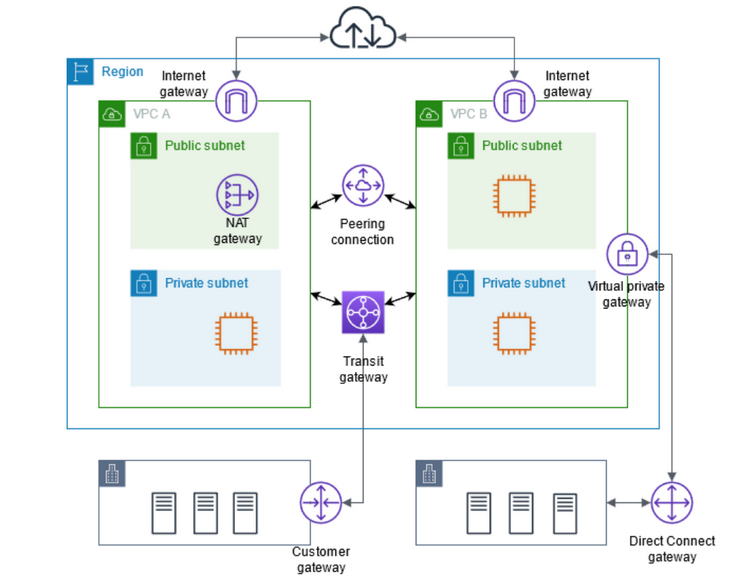 Region
Internet
gateway
Internet
gateway
VPC A
VPC B
Public subnet
Public subnet
NAT
gateway
Peering
connection
Private subnet
Private subnet
Virtual private
gateway
Transit
gateway
Customer
gateway
Direct Connect
gateway